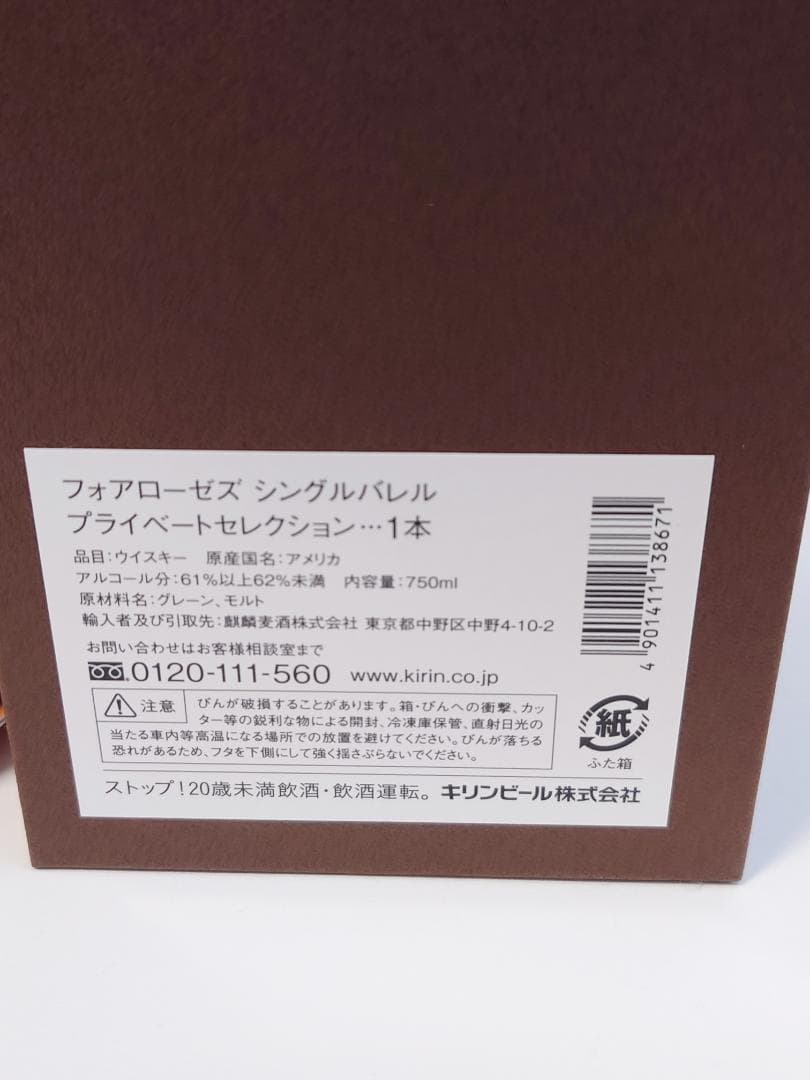 フォアローゼズ シングルバレル
プライベートセレクション…1本
品目：ウイスキー　原産国名：アメリカ
アルコール分：61％以上62％未満　内容量：750ml
原材料名：グレーン、モルト
輸入者及び引取先：麒麟麦酒株式会社 東京都中野区中野4-10-2
お問い合わせはお客様相談室まで
0120-111-560　www.kirin.co.jp
注意
びんが破損することがあります。箱・びんへの衝撃、カッ
ター等の鋭利な物による開封、冷凍庫保管、直射日光の
当たる車内等高温になる場所での放置を避けてください。びんが落ちる
恐れがあるため、フタを下側にして強く揺さぶらないでください。
ストップ！20歳未満飲酒・飲酒運転。 キリンビール株式会社
4 901411 138671
紙
ふた箱